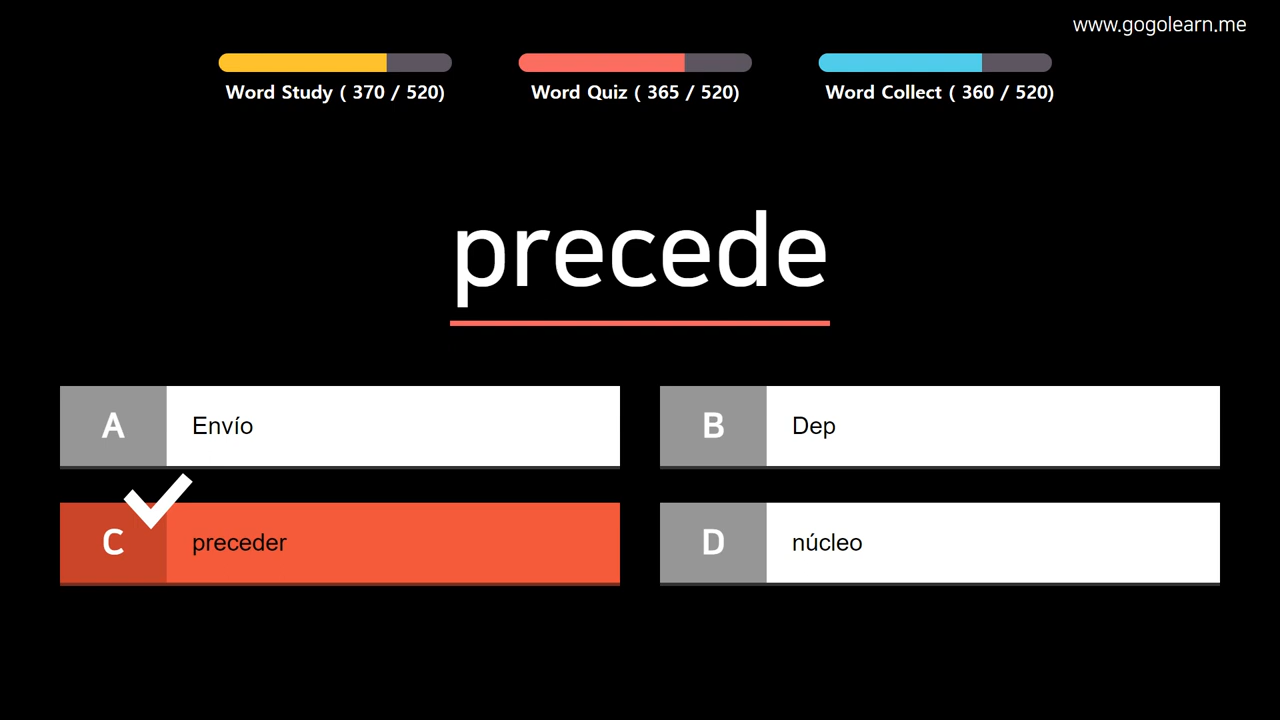 www.gogolearn.me
Word Study ( 370 / 520)
Word Quiz ( 365 / 520)
Word Collect ( 360 / 520)
precede
A Envío
B Dep
C preceder
D núcleo